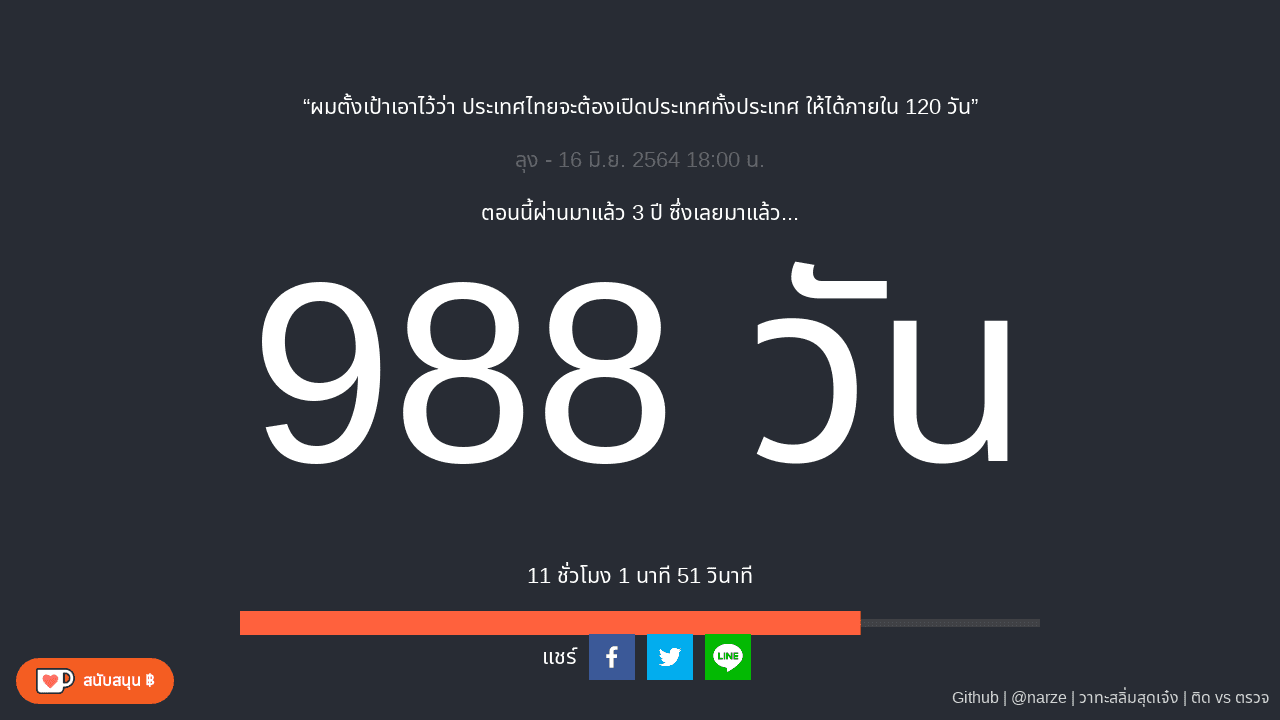 “ผมตั้งเป้าเอาไว้ว่า ประเทศไทยจะต้องเปิดประเทศทั้งประเทศ ให้ได้ภายใน 120 วัน”
ลุง - 16 มิ.ย. 2564 18:00 น.
ตอนนี้ผ่านมาแล้ว 3 ปี ซึ่งเลยมาแล้ว...
988 วัน
11 ชั่วโมง 1 นาที 51 วินาที
แชร์
LINE
สนับสนุน ฿
Github | @narze | วาทะสลิ่มสุดเจ๋ง | ติด vs ตรวจ